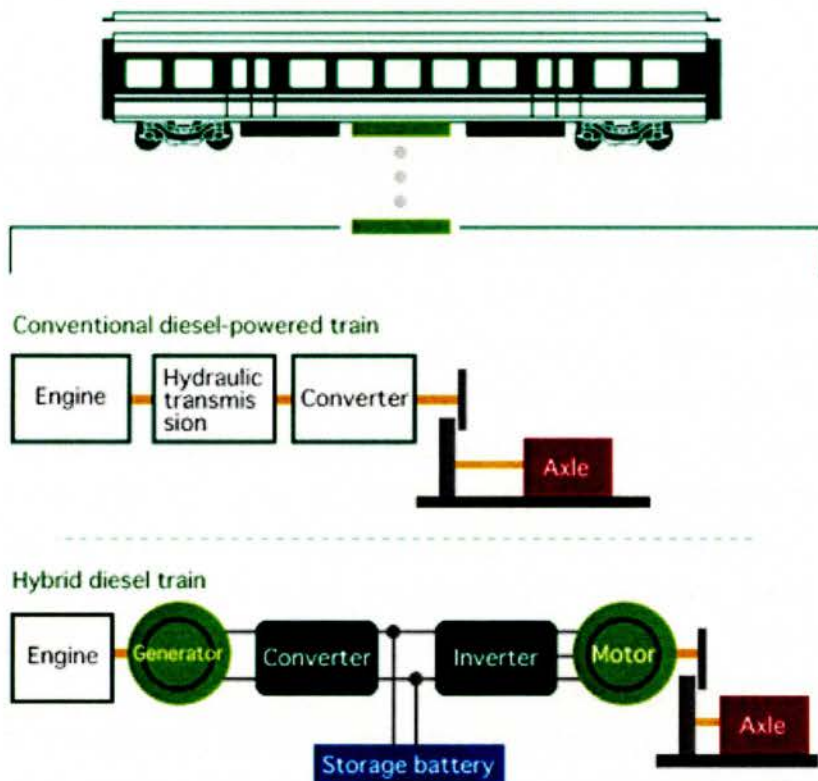 Conventional diesel-powered train
Engine
Hydraulic
transmis
sion
Converter
Axle
Hybrid diesel train
Engine
Generator
Converter
Inverter
Motor
Axle
Storage battery